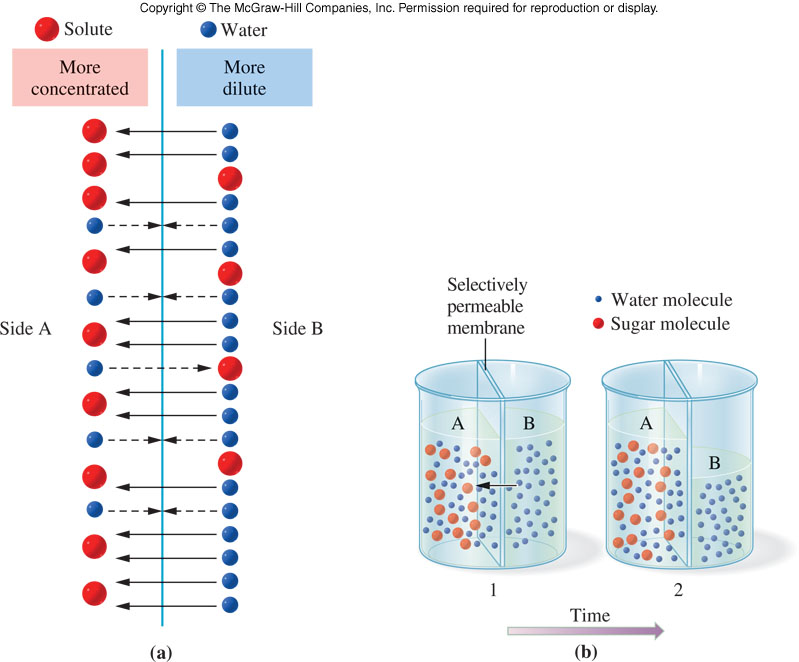 Copyright © The McGraw-Hill Companies, Inc. Permission required for reproduction or display.
Solute
Water
More
concentrated
More
dilute
Side A
Side B
(a)
Selectively
permeable
membrane
Water molecule
Sugar molecule
A
B
A
B
1
2
Time
(b)